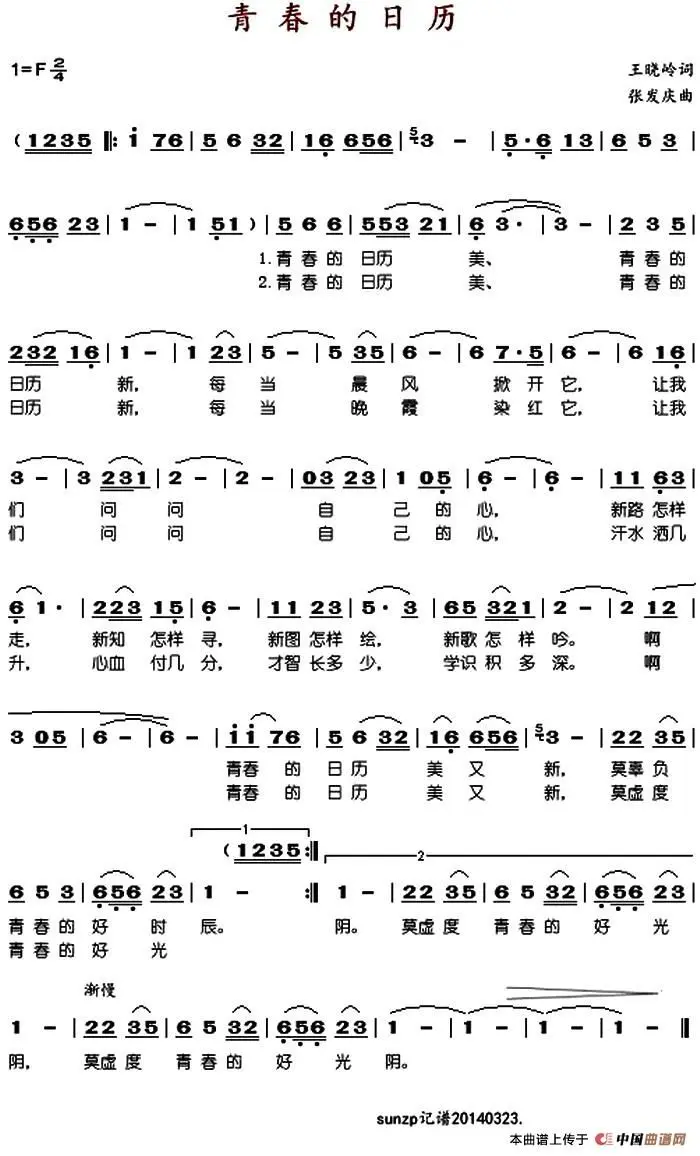 青春的日历
1=F 2/4
王晓岭词
张发庆曲
( 1235 ‖: i 76 | 5 6 32 | 16 656 | 5 3 - | 5·6 13 | 6 5 3 |
656 23 | 1 - | 1 51 ) | 5 6 6 | 553 21 | 6 3· | 3 - | 2 3 5 |
1.青春的 日历 美、 青春的
2.青春的 日历 美、 青春的
232 16 | 1 - | 1 23 | 5 - | 5 35 | 6 - | 6 7·5 | 6 - | 6 16 |
日历 新, 每 当 晨 风 掀开它, 让我
日历 新, 每 当 晚 霞 染红它, 让我
3 - | 3 231 | 2 - | 2 - | 03 23 | 1 05 | 6 - | 6 - | 11 63 |
们 问 问 自 己 的 心, 新路 怎样
们 问 问 自 己 的 心, 汗水 洒几
6 1· | 223 15 | 6 - | 11 23 | 5· 3 | 65 321 | 2 - | 2 12 |
走, 新知 怎样 寻, 新图 怎样 绘, 新歌 怎 样 吟。 啊
升, 心血 付几 分, 才智 长多 少, 学识 积 多 深。 啊
3 05 | 6 - | 6 - | ii 76 | 5 6 32 | 16 656 | 5 3 - | 22 35 |
青春 的 日 历 美 又 新, 莫辜 负
青春 的 日 历 美 又 新, 莫虚 度
1
( 1235 :‖
2
6 5 3 | 656 23 | 1 - :‖ 1 - | 22 35 | 6 5 32 | 656 23 |
青春的 好 时 辰。 阴。 莫虚 度 青春的 好 光
青春的 好 光
渐慢
1 - | 22 35 | 6 5 32 | 656 23 | 1 - | 1 - | 1 - | 1 - ‖
阴, 莫虚 度 青春的 好 光 阴。
sunzp记谱20140323.
本曲谱上传于 中国曲谱网